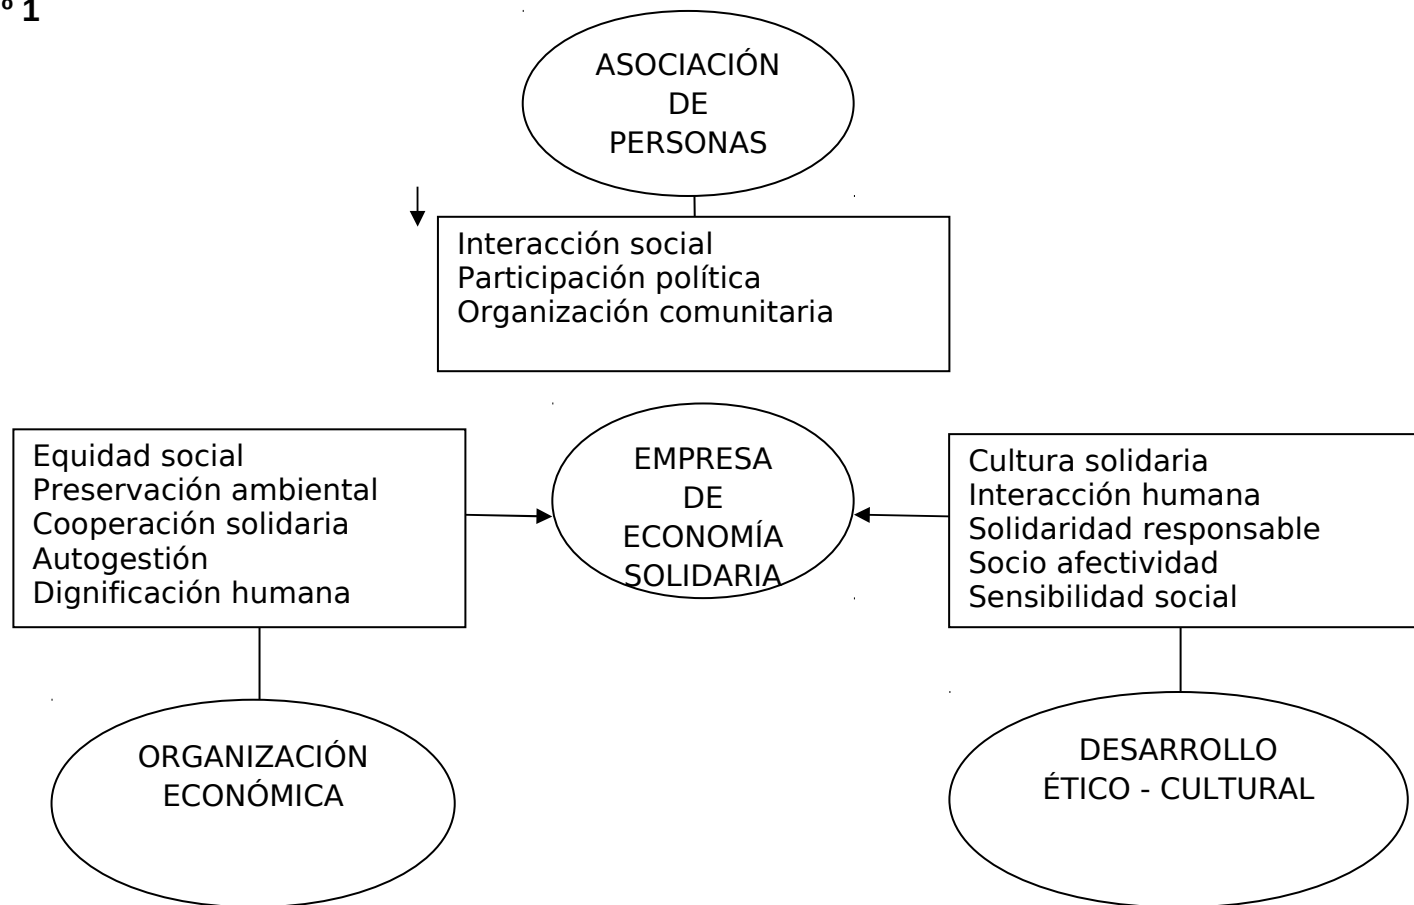 º 1
ASOCIACIÓN
DE
PERSONAS
Interacción social
Participación política
Organización comunitaria
Equidad social
Preservación ambiental
Cooperación solidaria
Autogestión
Dignificación humana
EMPRESA
DE
ECONOMÍA
SOLIDARIA
Cultura solidaria
Interacción humana
Solidaridad responsable
Socio afectividad
Sensibilidad social
ORGANIZACIÓN
ECONÓMICA
DESARROLLO
ÉTICO - CULTURAL